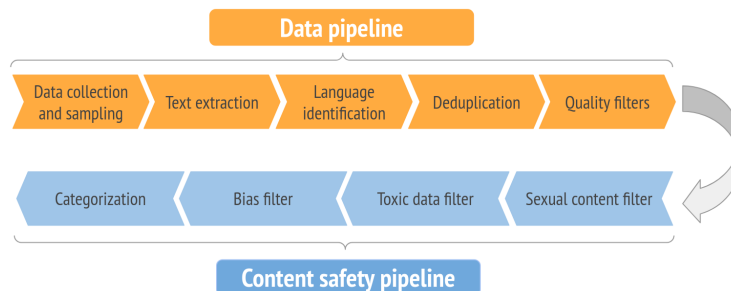 Data pipeline
Data collection
and sampling
Text extraction
Language
identification
Deduplication
Quality filters
Categorization
Bias filter
Toxic data filter
Sexual content filter
Content safety pipeline